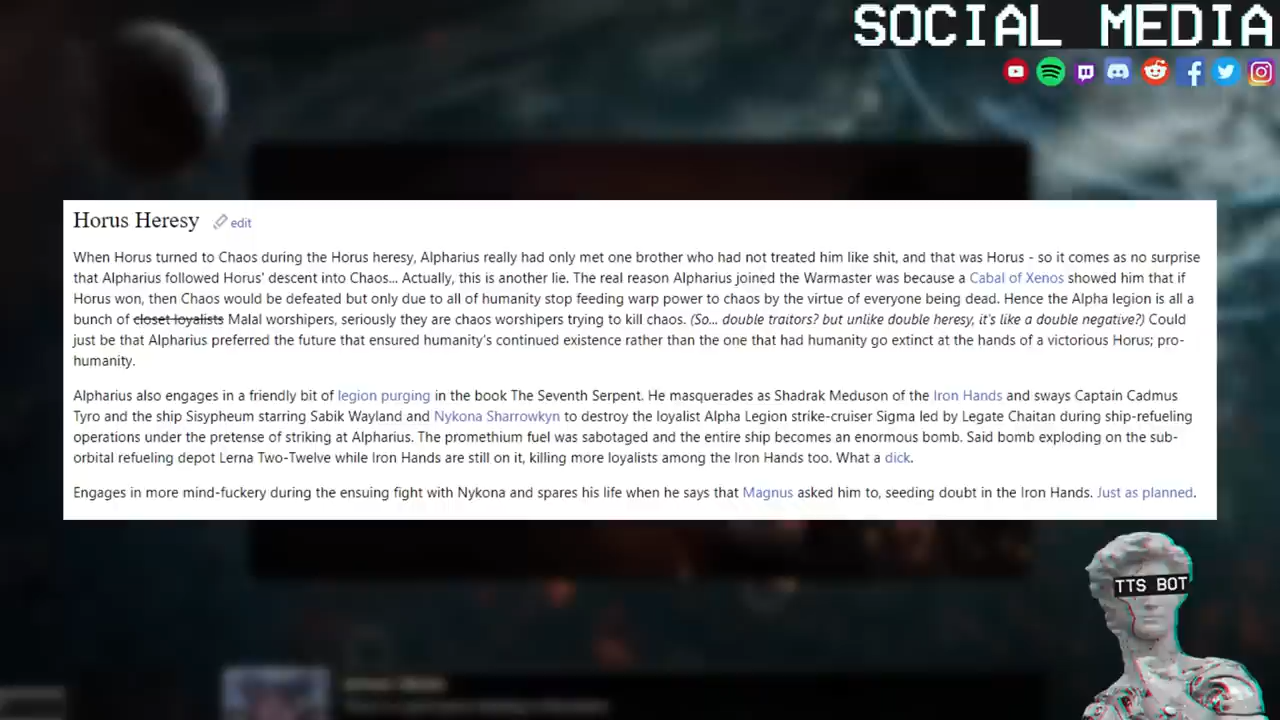 SOCIAL MEDIA
Horus Heresy edit
When Horus turned to Chaos during the Horus heresy, Alpharius really had only met one brother who had not treated him like shit, and that was Horus - so it comes as no surprise
that Alpharius followed Horus' descent into Chaos... Actually, this is another lie. The real reason Alpharius joined the Warmaster was because a Cabal of Xenos showed him that if
Horus won, then Chaos would be defeated but only due to all of humanity stop feeding warp power to chaos by the virtue of everyone being dead. Hence the Alpha legion is all a
bunch of closet loyalists Malal worshipers, seriously they are chaos worshipers trying to kill chaos. (So... double traitors? but unlike double heresy, it's like a double negative?) Could
just be that Alpharius preferred the future that ensured humanity's continued existence rather than the one that had humanity go extinct at the hands of a victorious Horus; pro-
humanity.
Alpharius also engages in a friendly bit of legion purging in the book The Seventh Serpent. He masquerades as Shadrak Meduson of the Iron Hands and sways Captain Cadmus
Tyro and the ship Sisypheum starring Sabik Wayland and Nykona Sharrowkyn to destroy the loyalist Alpha Legion strike-cruiser Sigma led by Legate Chaitan during ship-refueling
operations under the pretense of striking at Alpharius. The promethium fuel was sabotaged and the entire ship becomes an enormous bomb. Said bomb exploding on the sub-
orbital refueling depot Lerna Two-Twelve while Iron Hands are still on it, killing more loyalists among the Iron Hands too. What a dick.
Engages in more mind-fuckery during the ensuing fight with Nykona and spares his life when he says that Magnus asked him to, seeding doubt in the Iron Hands. Just as planned.
TTS BOT